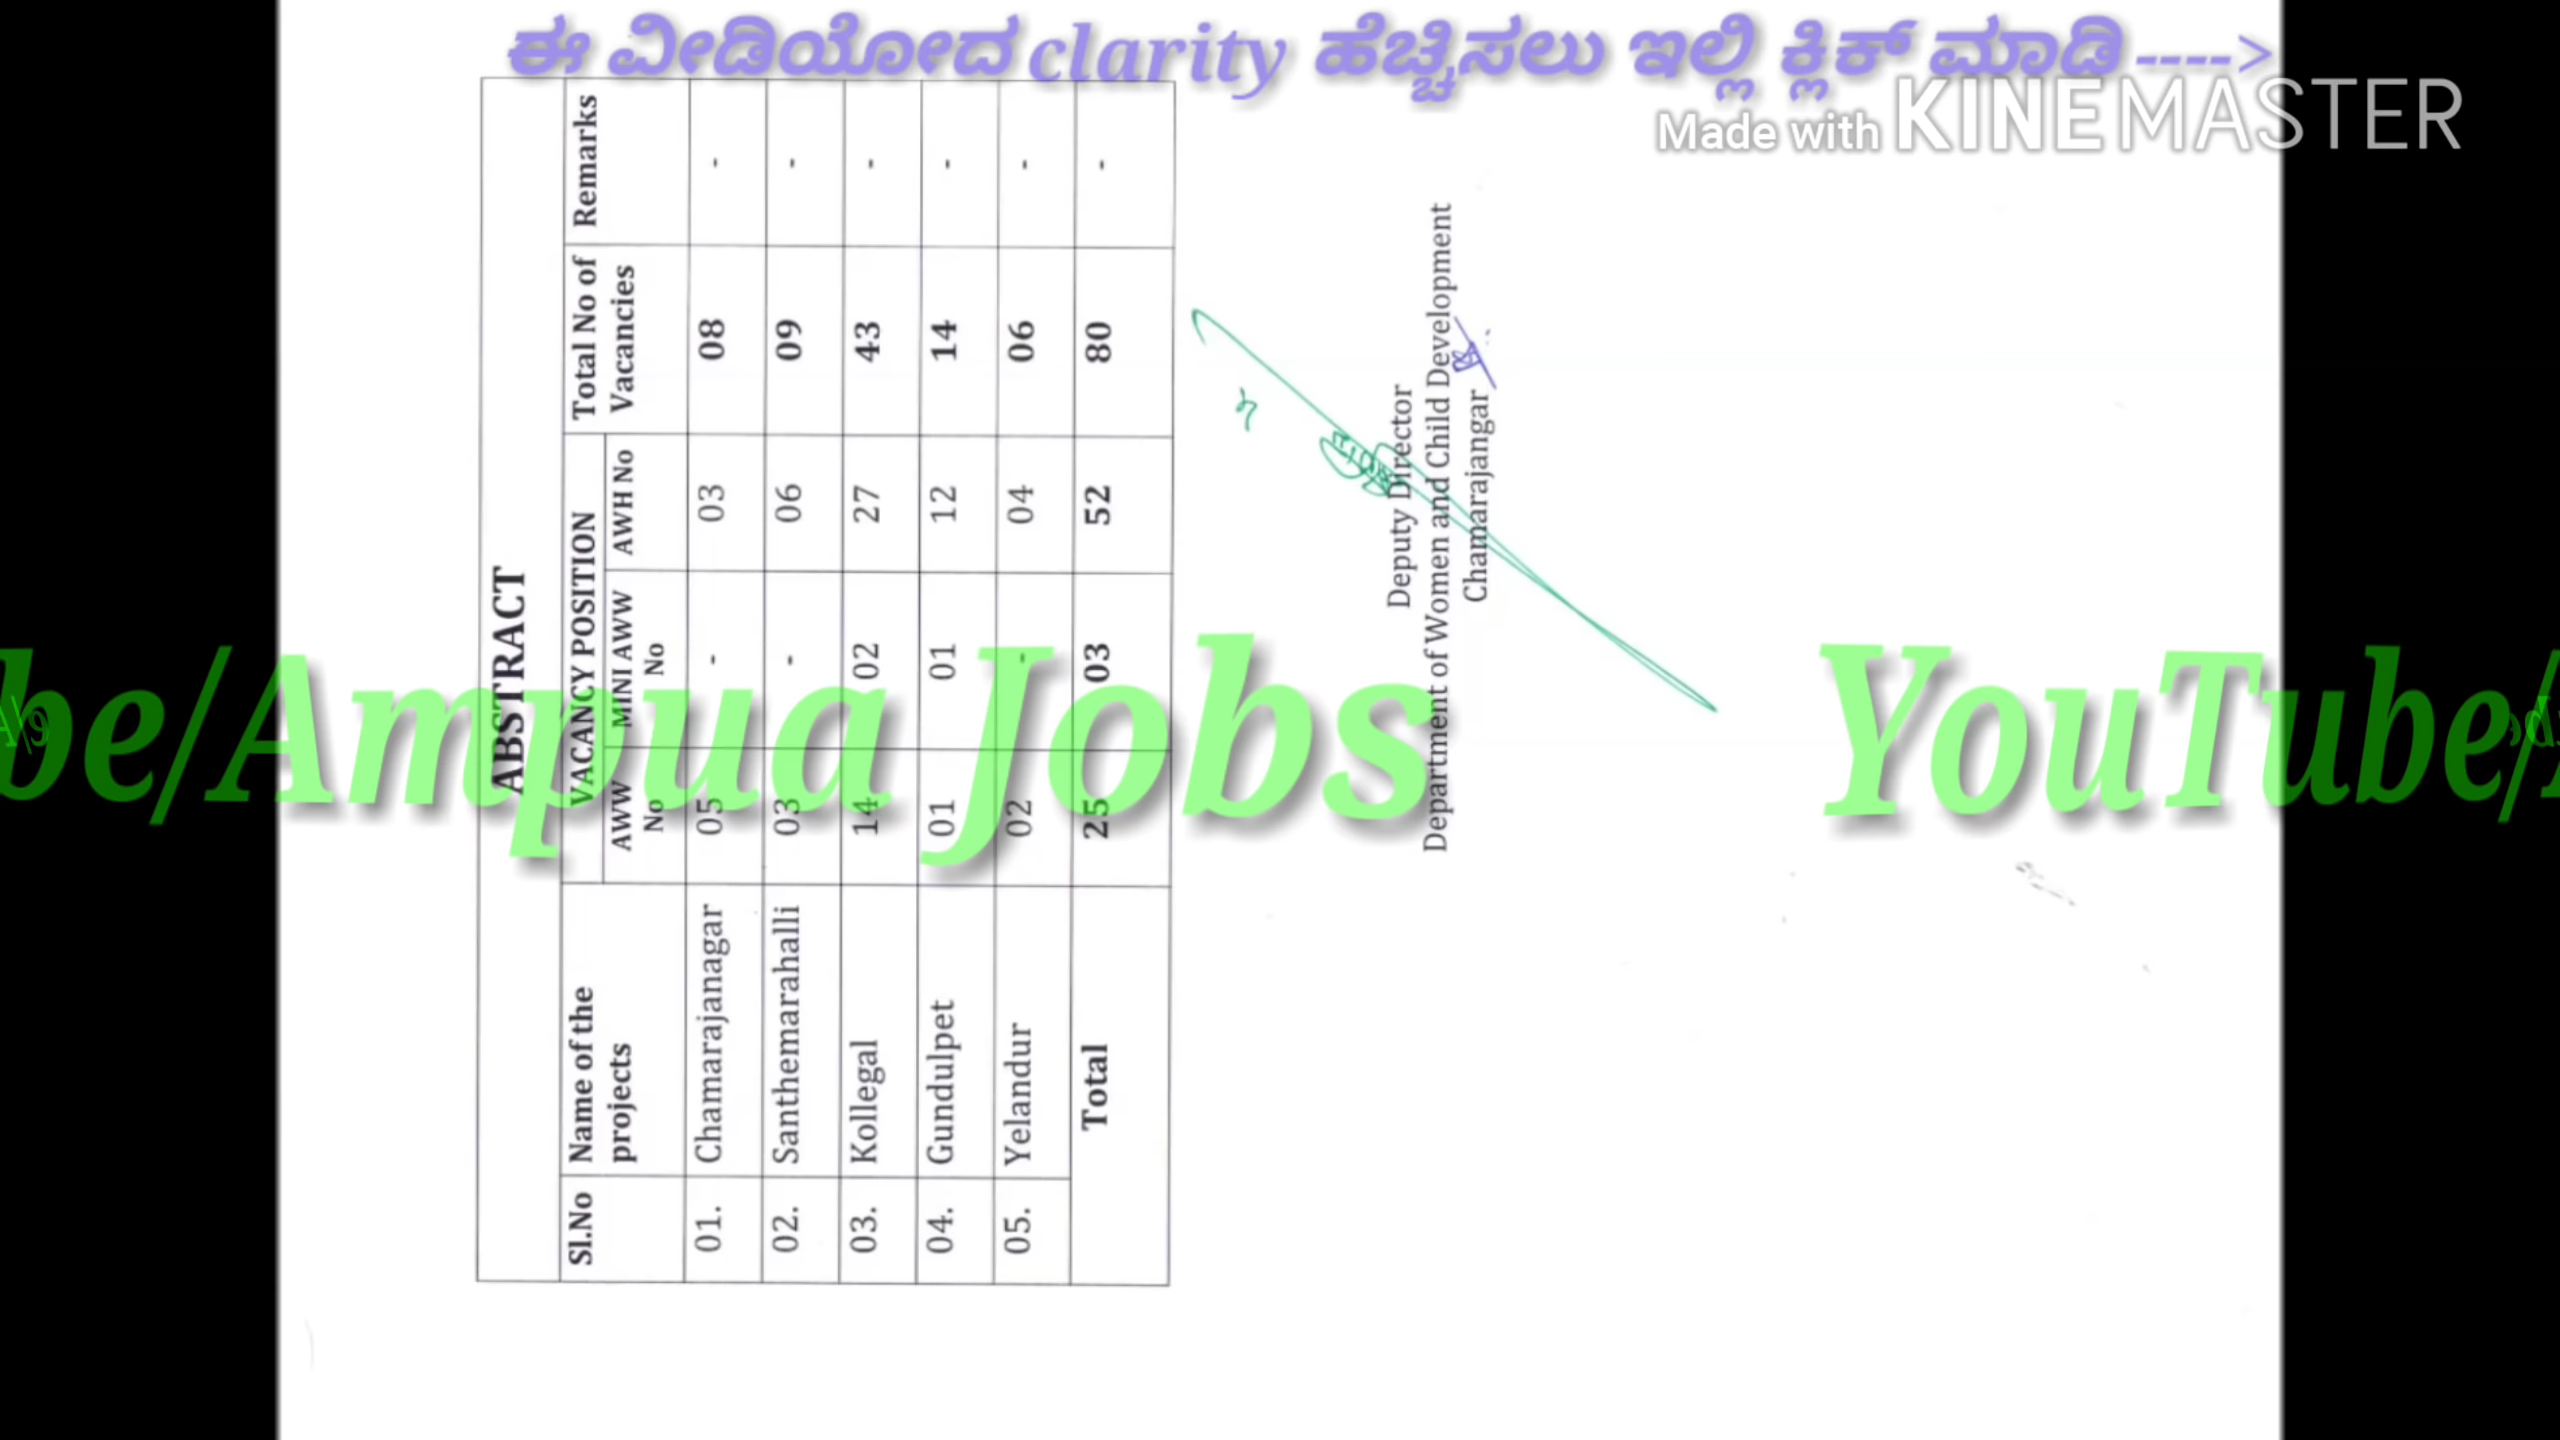 ಈ ವೀಡಿಯೋದ clarity ಹೆಚ್ಚಿಸಲು ಇಲ್ಲಿ ಕ್ಲಿಕ್ ಮಾಡಿ ---->
Made with KINEMASTER
ABSTRACT
Sl.No Name of the projects VACANCY POSITION Total No of Vacancies Remarks
AWW No MINI AWW No AWH No
01. Chamarajanagar 05 - 03 08 -
02. Santhemarahalli 03 - 06 09 -
03. Kollegal 14 02 27 43 -
04. Gundulpet 01 01 12 14 -
05. Yelandur 02 - 04 06 -
Total 25 03 52 80 -
Deputy Director
Department of Women and Child Development
Chamarajangar
be/Ampua Jobs YouTube/